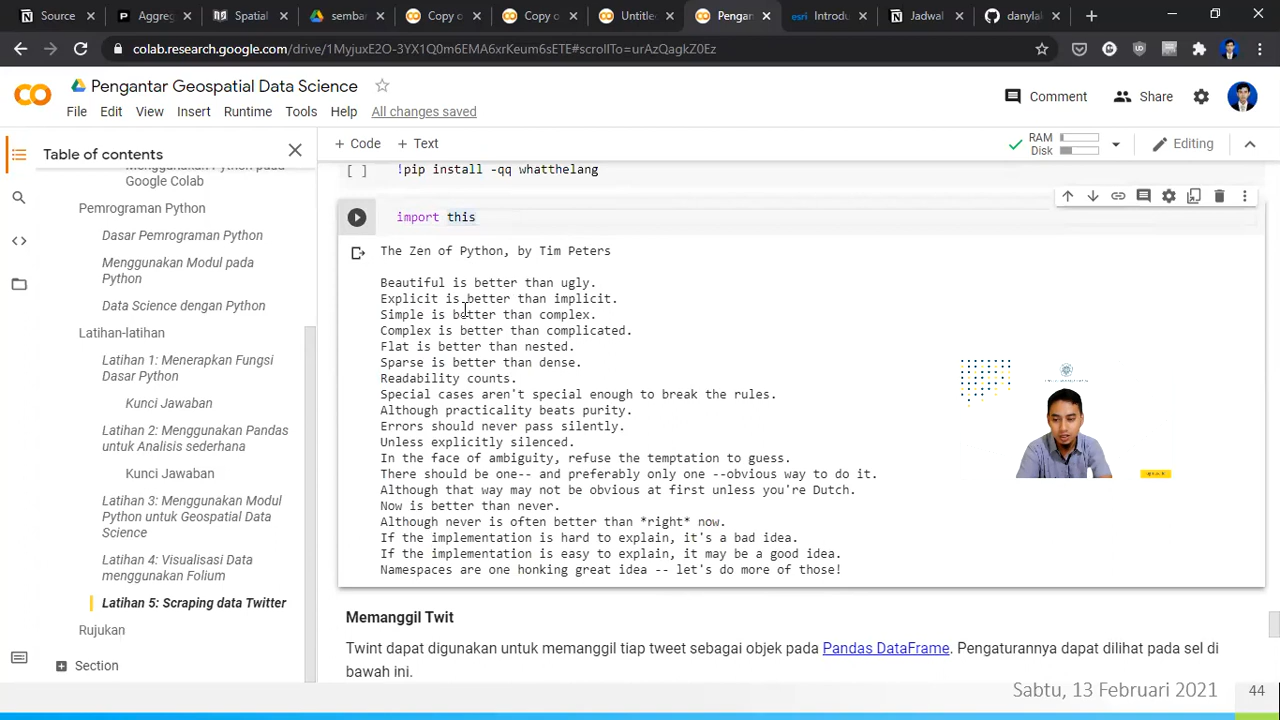 Source
Aggreg
Spatial
sembar
Copy o
Copy o
Untitle
Pengan
esri Introdu
Jadwal
danylak
colab.research.google.com/drive/1MyjuxE2O-3YX1Q0m6EMA6xrKeum6sETE#scrollTo=urAzQagkZ0Ez
Pengantar Geospatial Data Science
Comment
Share
File Edit View Insert Runtime Tools Help All changes saved
Table of contents
+ Code + Text
RAM
Disk
Editing
Menggunakan Python pada
Google Colab
Pemrograman Python
Dasar Pemrograman Python
Menggunakan Modul pada
Python
Data Science dengan Python
Latihan-latihan
Latihan 1: Menerapkan Fungsi
Dasar Python
Kunci Jawaban
Latihan 2: Menggunakan Pandas
untuk Analisis sederhana
Kunci Jawaban
Latihan 3: Menggunakan Modul
Python untuk Geospatial Data
Science
Latihan 4: Visualisasi Data
menggunakan Folium
Latihan 5: Scraping data Twitter
Rujukan
Section
[ ] !pip install -qq whatthelang
import this
The Zen of Python, by Tim Peters
Beautiful is better than ugly.
Explicit is better than implicit.
Simple is better than complex.
Complex is better than complicated.
Flat is better than nested.
Sparse is better than dense.
Readability counts.
Special cases aren't special enough to break the rules.
Although practicality beats purity.
Errors should never pass silently.
Unless explicitly silenced.
In the face of ambiguity, refuse the temptation to guess.
There should be one-- and preferably only one --obvious way to do it.
Although that way may not be obvious at first unless you're Dutch.
Now is better than never.
Although never is often better than *right* now.
If the implementation is hard to explain, it's a bad idea.
If the implementation is easy to explain, it may be a good idea.
Namespaces are one honking great idea -- let's do more of those!
Memanggil Twit
Twint dapat digunakan untuk memanggil tiap tweet sebagai objek pada Pandas DataFrame. Pengaturannya dapat dilihat pada sel di
bawah ini.
Sabtu, 13 Februari 2021
44